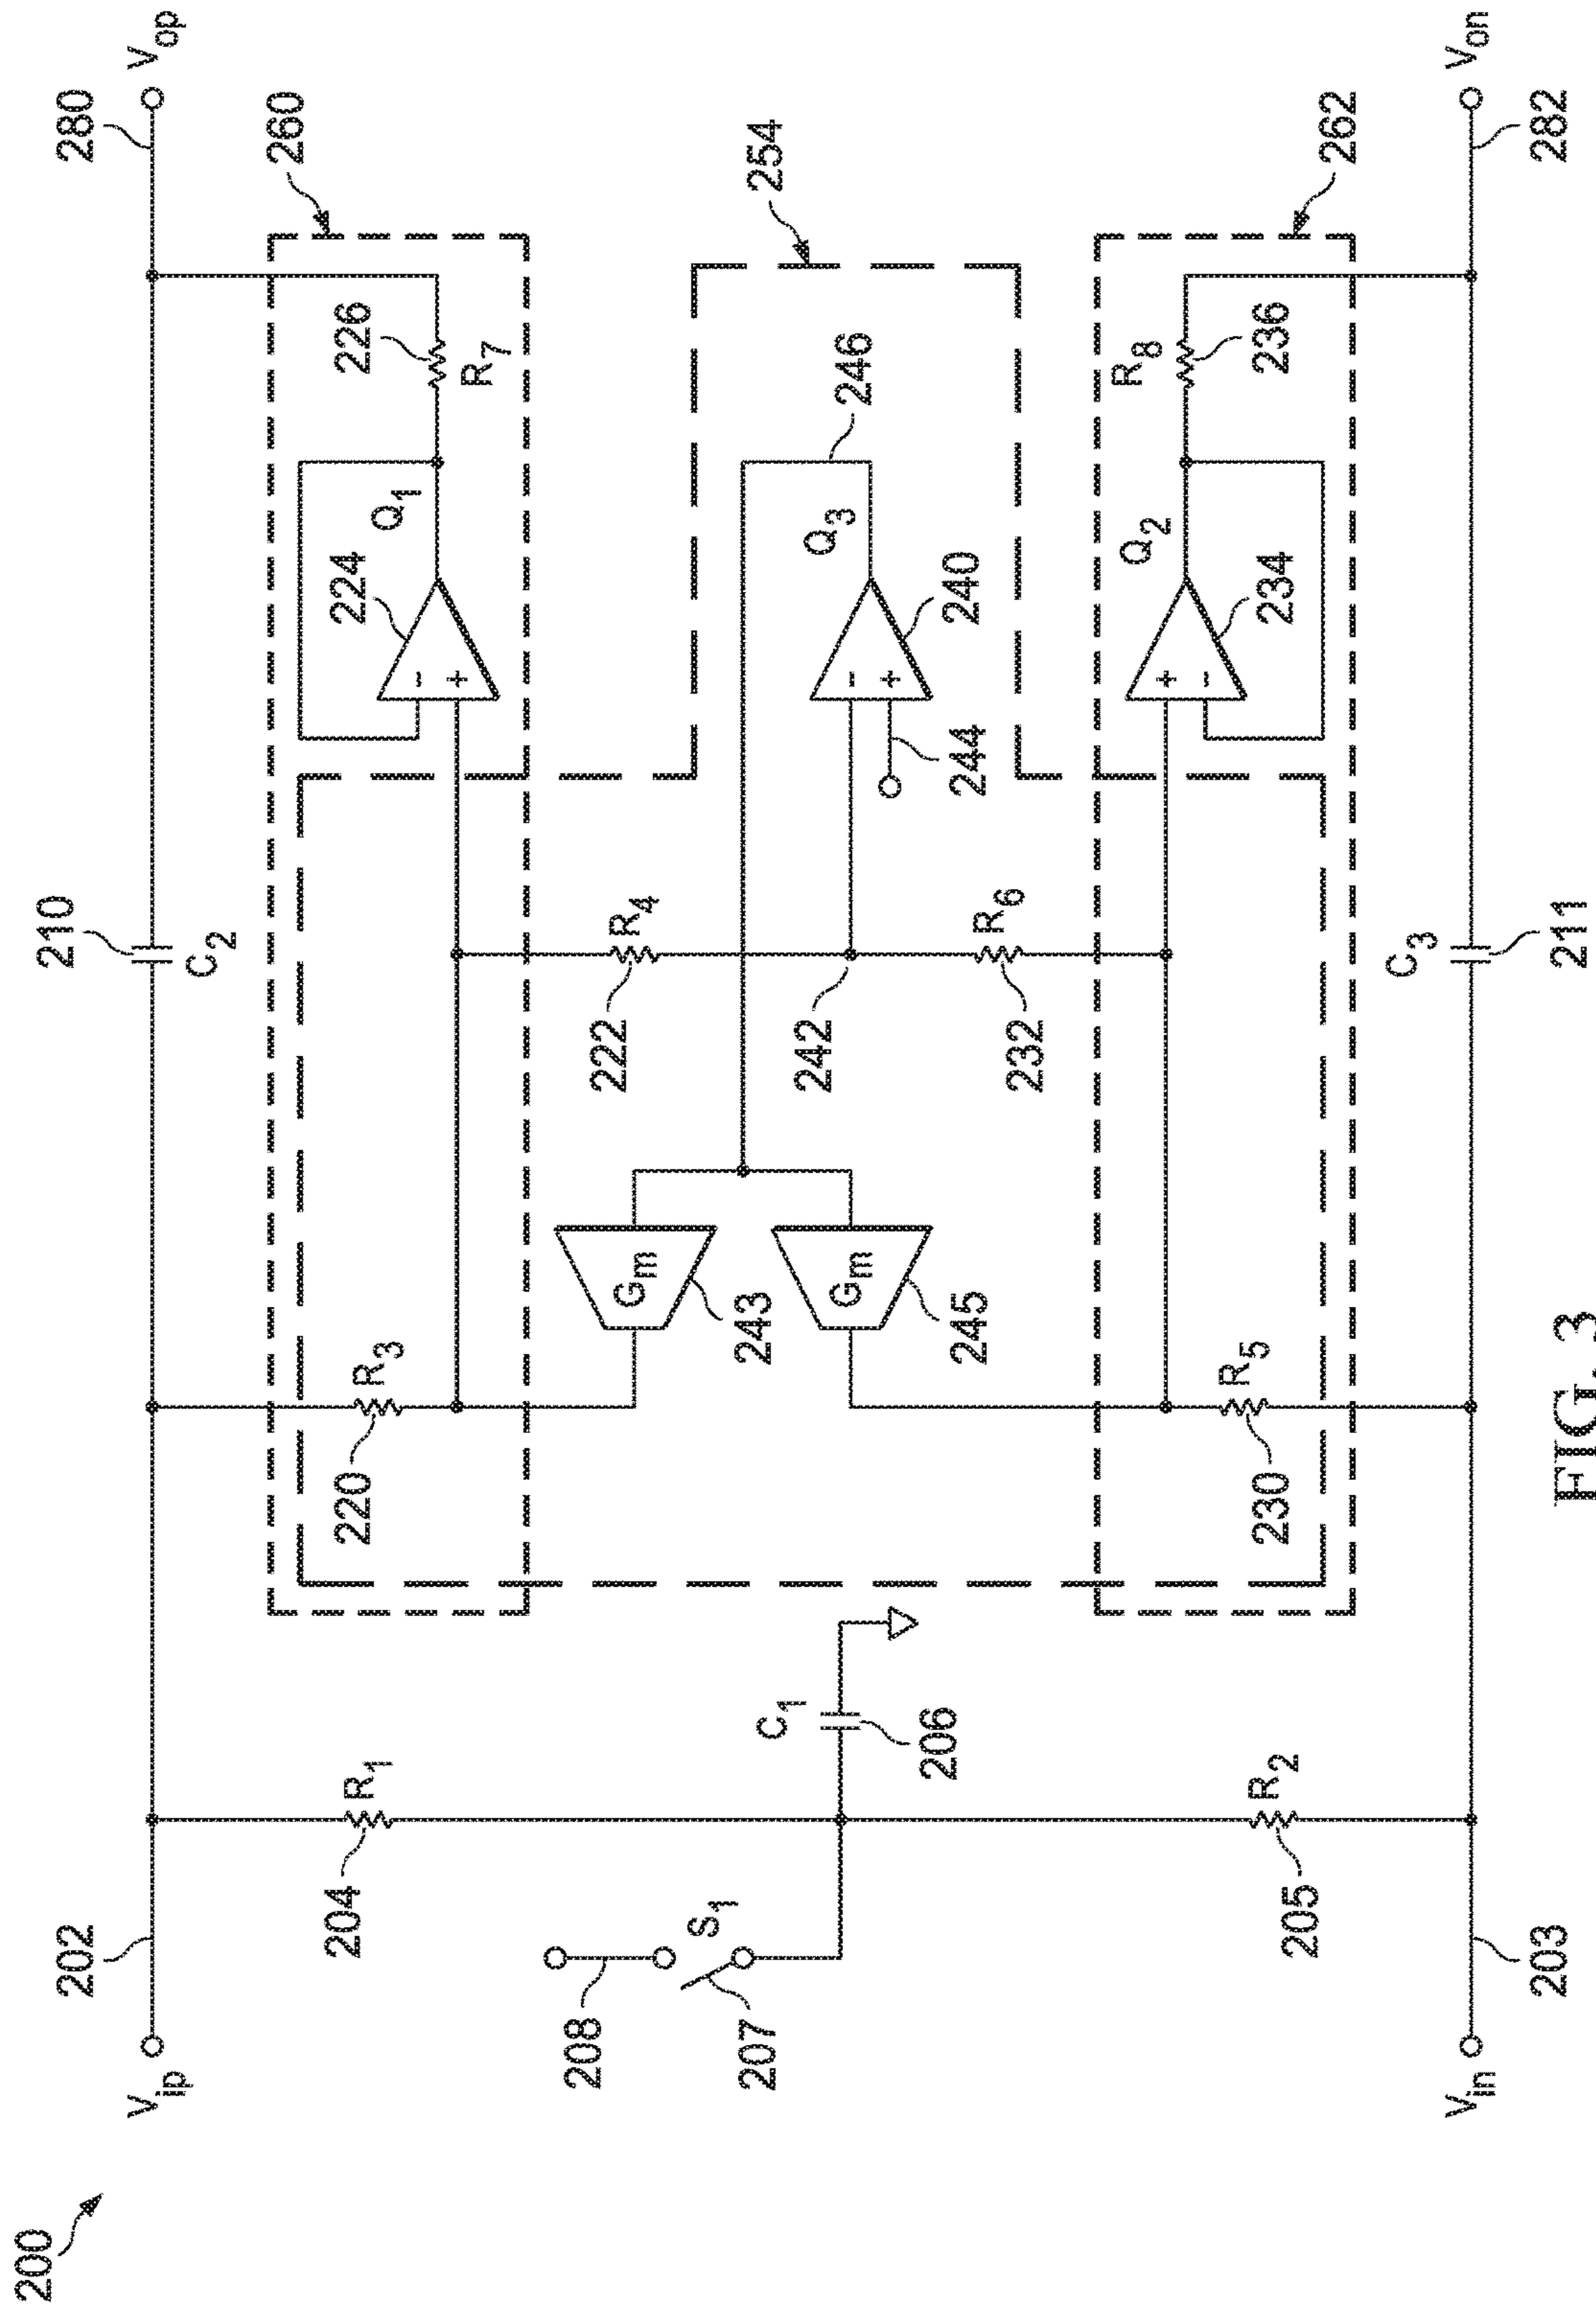 200
V_ip
202
210
C_2
280
V_op
204
R_1
220
R_3
224
Q_1
226
R_7
260
208
S_1
207
C_1
206
G_m
243
G_m
245
222
R_4
242
232
R_6
244
-
+
-
+
+
-
Q_3
240
246
254
205
R_2
230
R_5
Q_2
234
R_8
236
262
V_in
203
C_3
211
282
V_on
FIG. 3